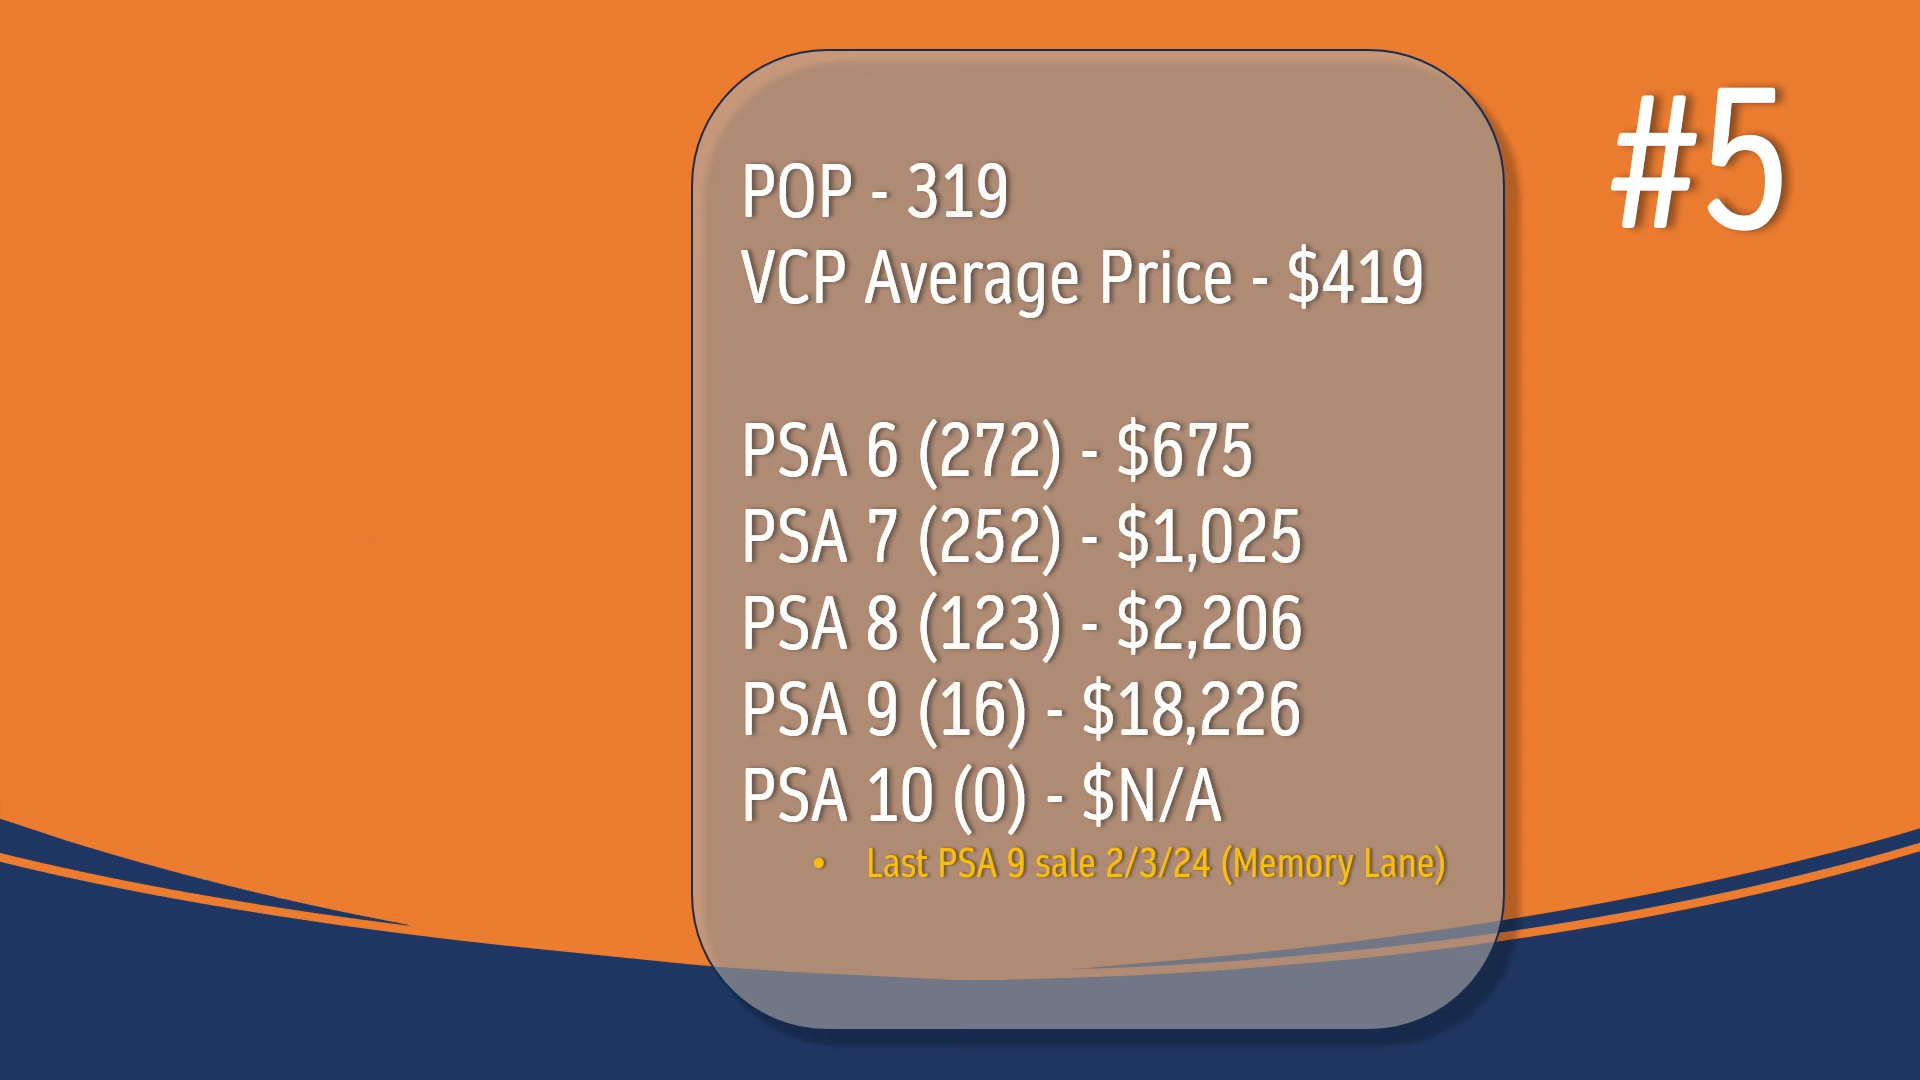 #5
POP - 319
VCP Average Price - $419
PSA 6 (272) - $675
PSA 7 (252) - $1,025
PSA 8 (123) - $2,206
PSA 9 (16) - $18,226
PSA 10 (0) - $N/A
• Last PSA 9 sale 2/3/24 (Memory Lane)